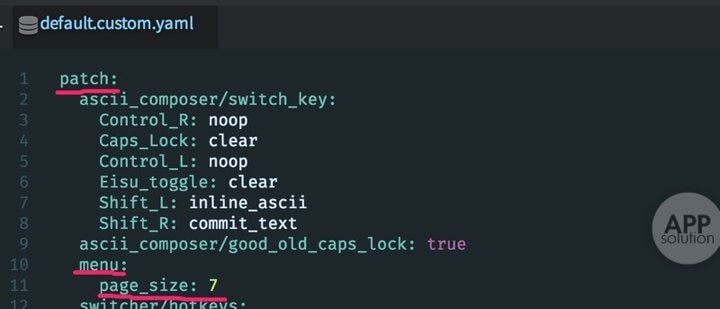 default.custom.yaml
1 patch:
2 ascii_composer/switch_key:
3 Control_R: noop
4 Caps_Lock: clear
5 Control_L: noop
6 Eisu_toggle: clear
7 Shift_L: inline_ascii
8 Shift_R: commit_text
9 ascii_composer/good_old_caps_lock: true
10 menu:
11 page_size: 7
12 switcher/hotkeys:
APP
solution